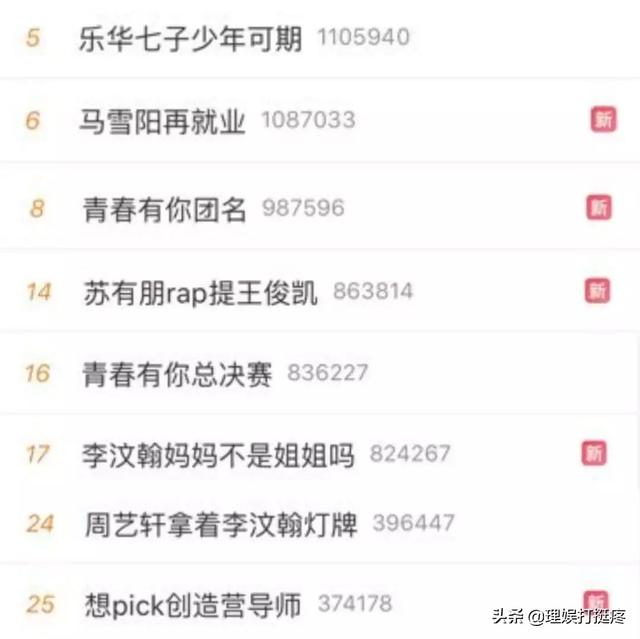 5 乐华七子少年可期 1105940
6 马雪阳再就业 1087033 新
8 青春有你团名 987596 新
14 苏有朋rap提王俊凯 863814 新
16 青春有你总决赛 836227
17 李汶翰妈妈不是姐姐吗 824267 新
24 周艺轩拿着李汶翰灯牌 396447
25 想pick创造营导师 374178 新
头条 @理娱打挺疼